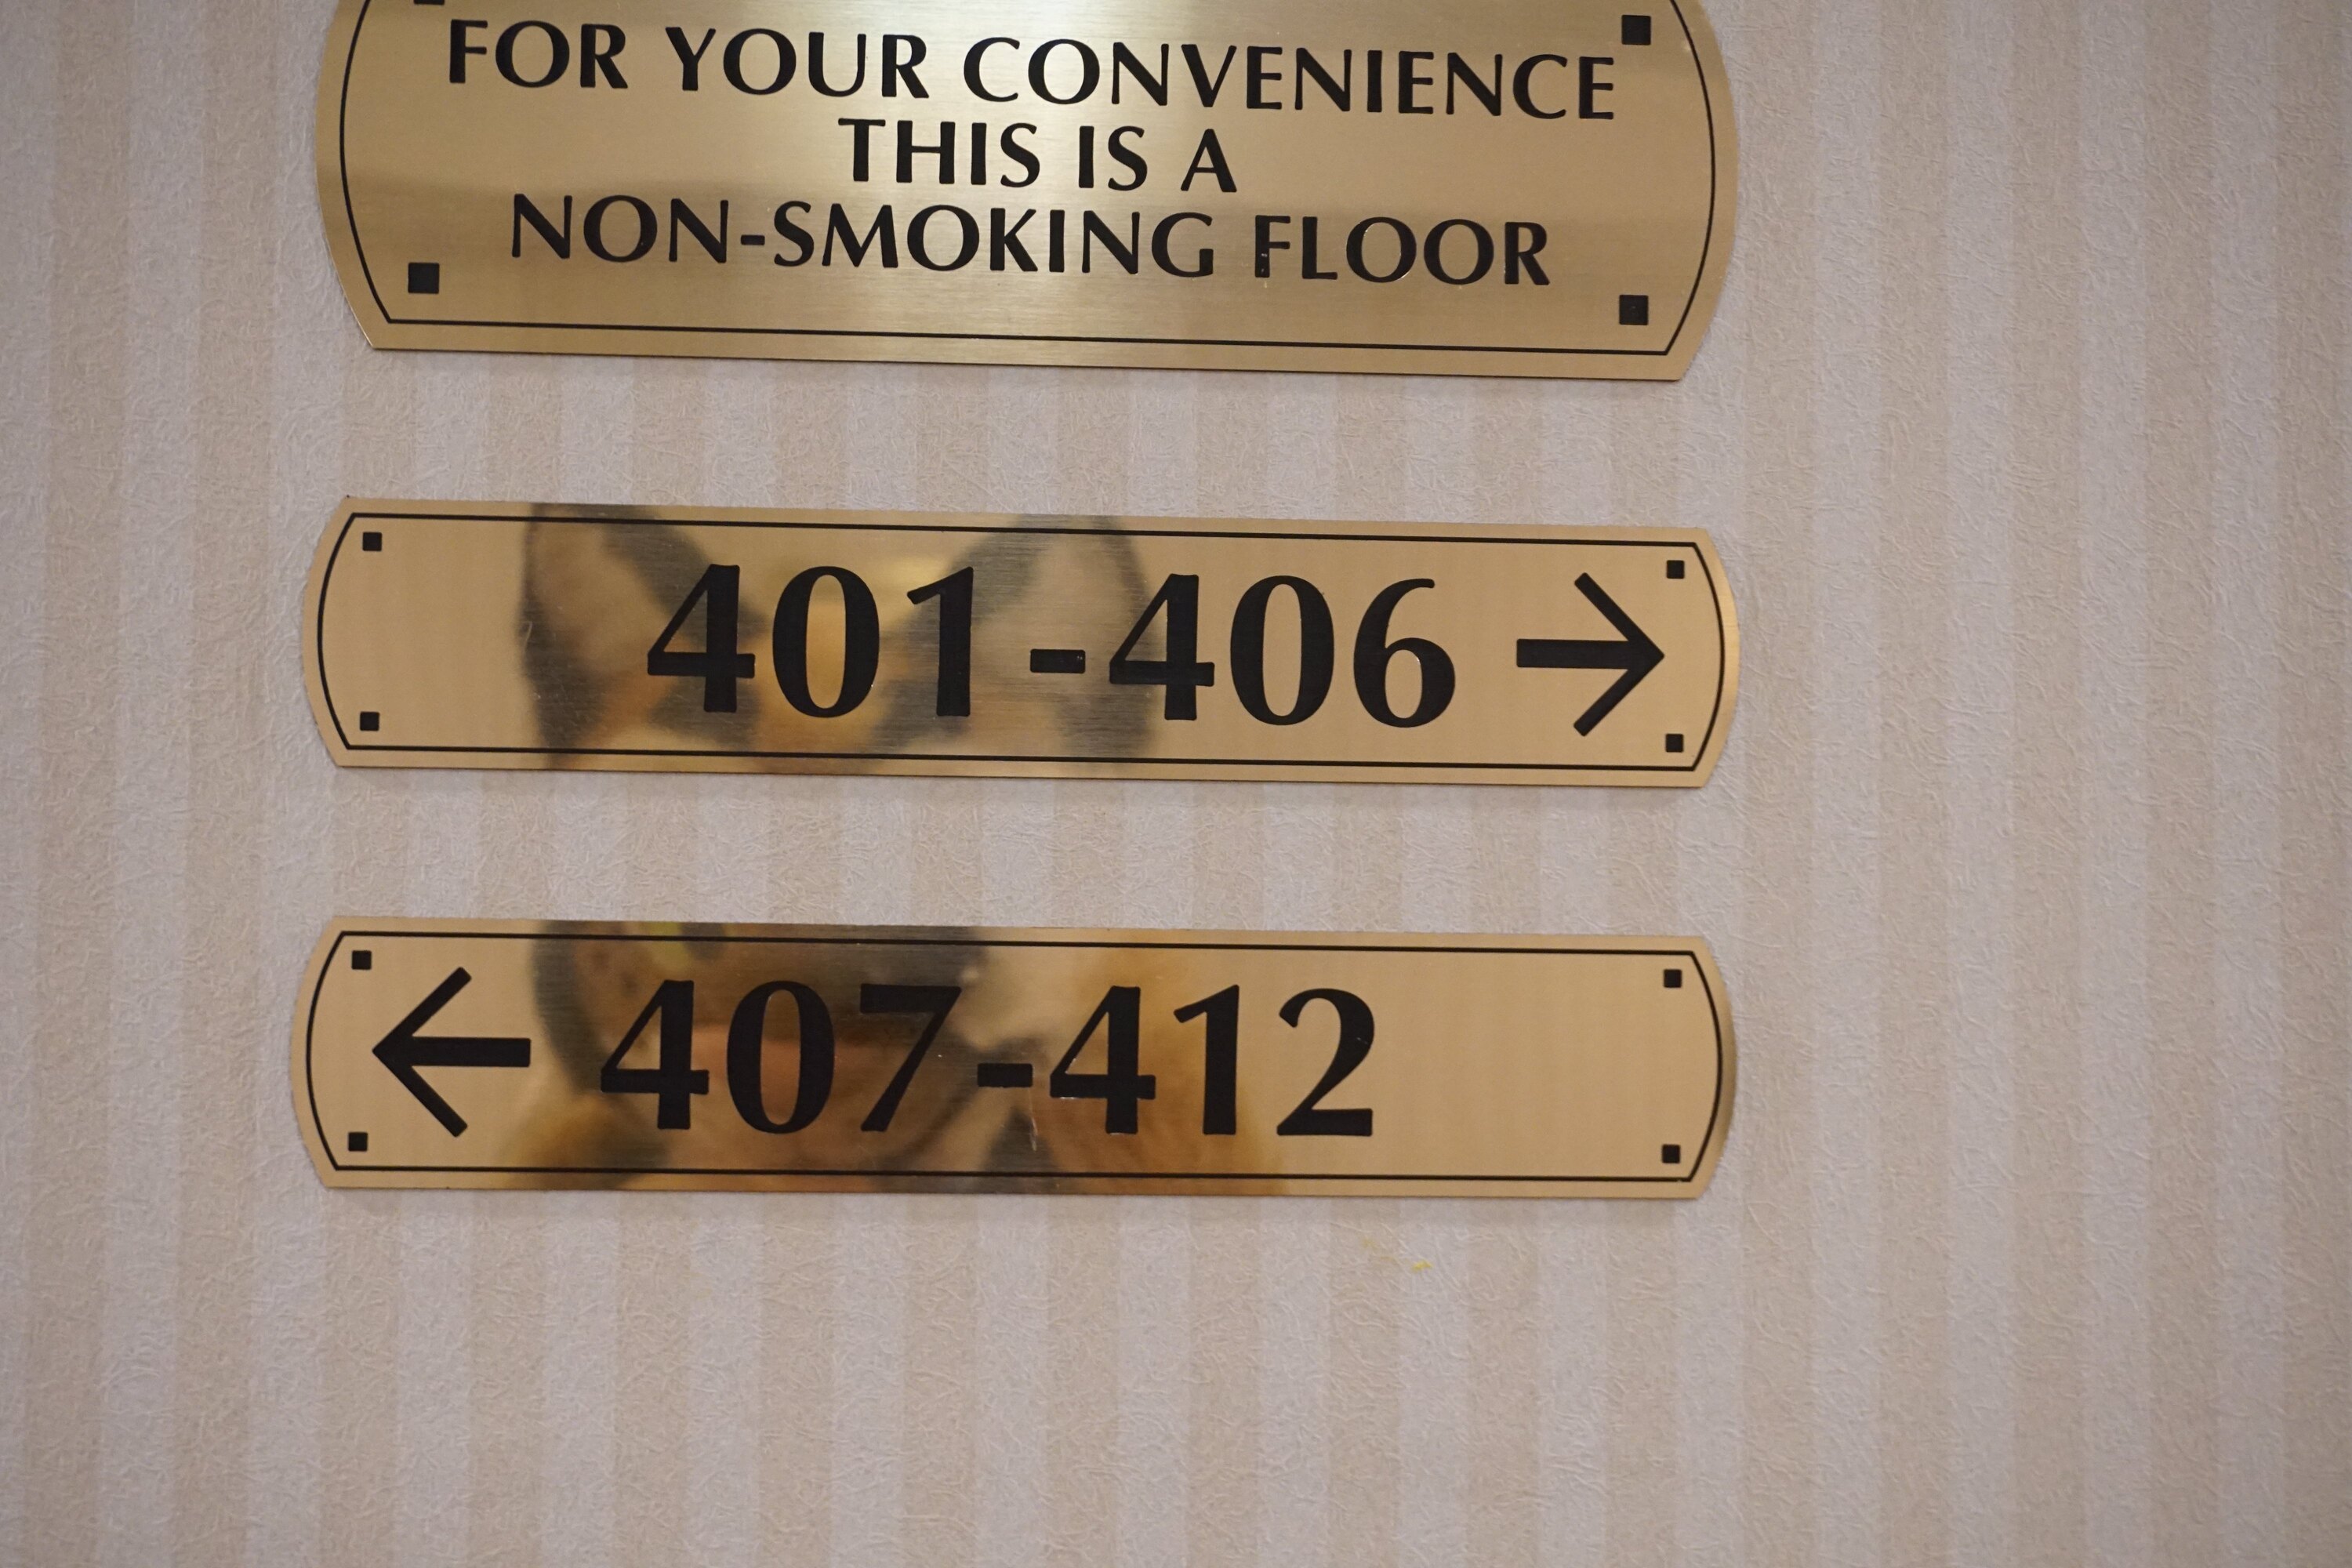 FOR YOUR CONVENIENCE
THIS IS A
NON-SMOKING FLOOR
401-406 →
← 407-412